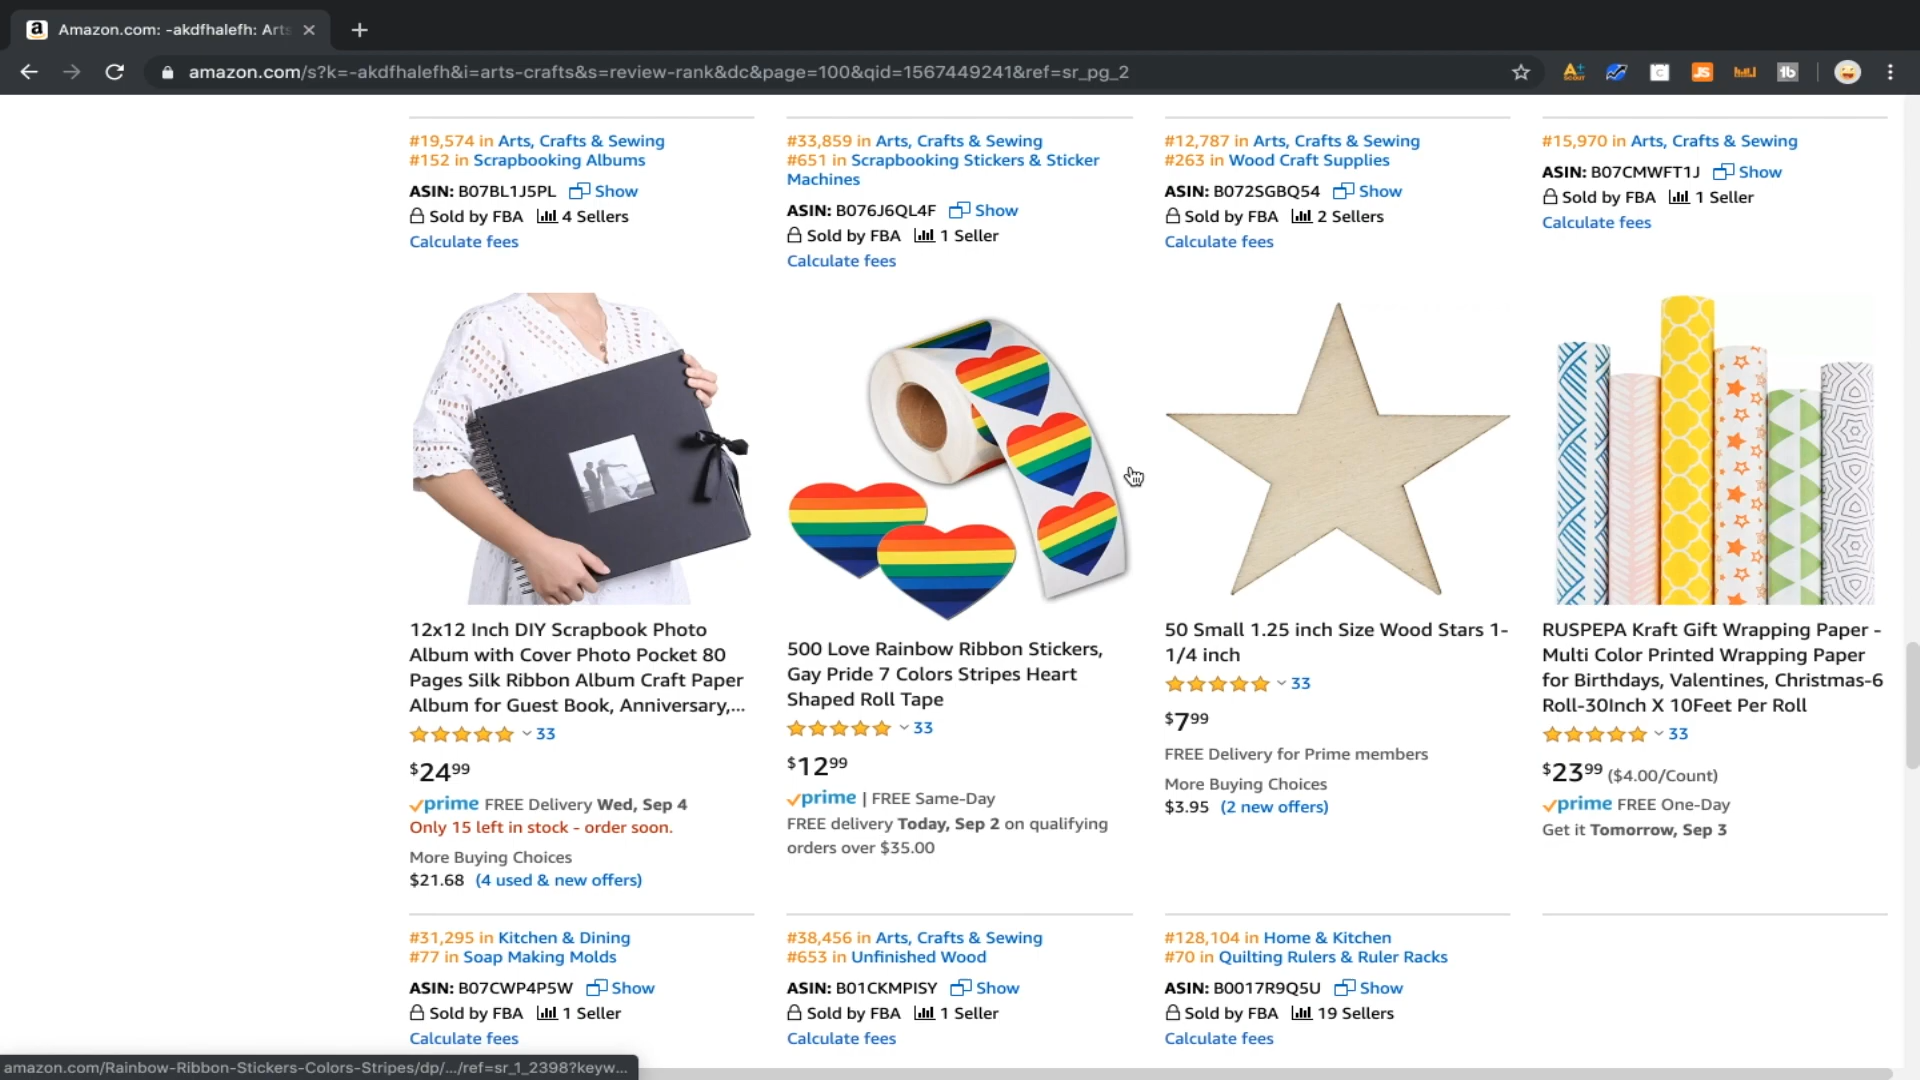 Amazon.com: -akdfhalefh: Arts
amazon.com/s?k=-akdfhalefh&i=arts-crafts&s=review-rank&dc&page=100&qid=1567449241&ref=sr_pg_2
#19,574 in Arts, Crafts & Sewing
#152 in Scrapbooking Albums
ASIN: B07BL1J5PL Show
Sold by FBA 4 Sellers
Calculate fees
#33,859 in Arts, Crafts & Sewing
#651 in Scrapbooking Stickers & Sticker
Machines
ASIN: B076J6QL4F Show
Sold by FBA 1 Seller
Calculate fees
#12,787 in Arts, Crafts & Sewing
#263 in Wood Craft Supplies
ASIN: B072SGBQ54 Show
Sold by FBA 2 Sellers
Calculate fees
#15,970 in Arts, Crafts & Sewing
ASIN: B07CMWFT1J Show
Sold by FBA 1 Seller
Calculate fees
12x12 Inch DIY Scrapbook Photo
Album with Cover Photo Pocket 80
Pages Silk Ribbon Album Craft Paper
Album for Guest Book, Anniversary,...
33
$2499
prime FREE Delivery Wed, Sep 4
Only 15 left in stock - order soon.
More Buying Choices
$21.68 (4 used & new offers)
500 Love Rainbow Ribbon Stickers,
Gay Pride 7 Colors Stripes Heart
Shaped Roll Tape
33
$1299
prime | FREE Same-Day
FREE delivery Today, Sep 2 on qualifying
orders over $35.00
50 Small 1.25 inch Size Wood Stars 1-
1/4 inch
33
$799
FREE Delivery for Prime members
More Buying Choices
$3.95 (2 new offers)
RUSPEPA Kraft Gift Wrapping Paper -
Multi Color Printed Wrapping Paper
for Birthdays, Valentines, Christmas-6
Roll-30Inch X 10Feet Per Roll
33
$2399 ($4.00/Count)
prime FREE One-Day
Get it Tomorrow, Sep 3
#31,295 in Kitchen & Dining
#77 in Soap Making Molds
ASIN: B07CWP4P5W Show
Sold by FBA 1 Seller
Calculate fees
#38,456 in Arts, Crafts & Sewing
#653 in Unfinished Wood
ASIN: B01CKMPISY Show
Sold by FBA 1 Seller
Calculate fees
#128,104 in Home & Kitchen
#70 in Quilting Rulers & Ruler Racks
ASIN: B0017R9Q5U Show
Sold by FBA 19 Sellers
Calculate fees
amazon.com/Rainbow-Ribbon-Stickers-Colors-Stripes/dp/.../ref=sr_1_2398?keyw...